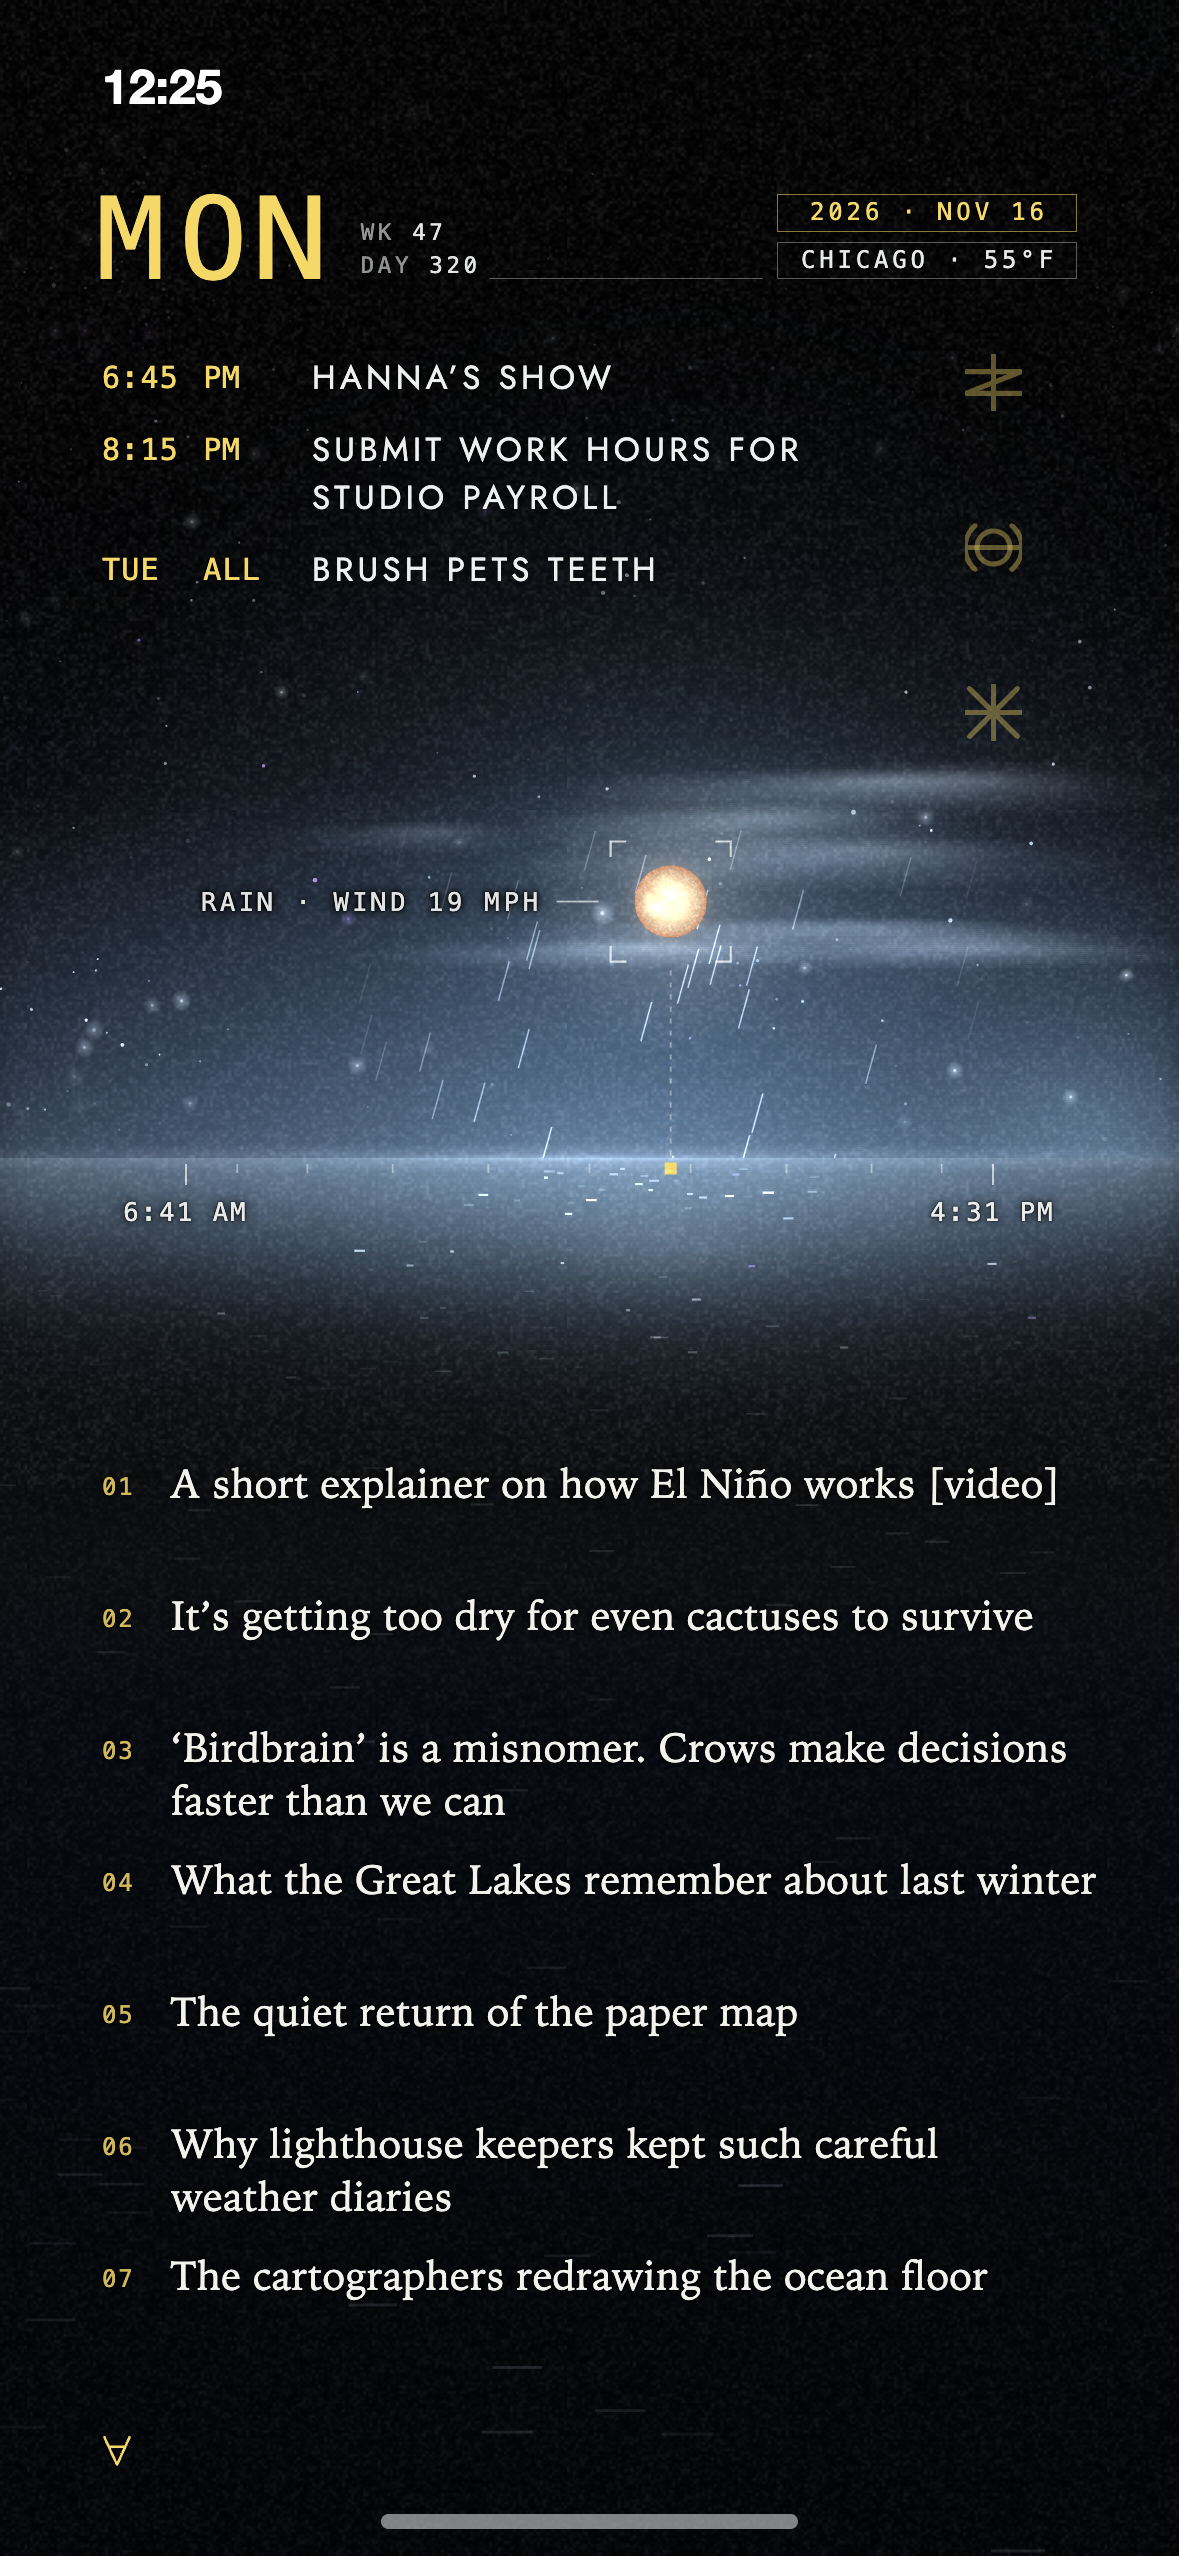 12:25
MON
WK 47
DAY 320
2026 · NOV 16
CHICAGO · 55°F
6:45 PM HANNA’S SHOW
8:15 PM SUBMIT WORK HOURS FOR
STUDIO PAYROLL
TUE ALL BRUSH PETS TEETH
RAIN · WIND 19 MPH
6:41 AM
4:31 PM
01 A short explainer on how El Niño works [video]
02 It’s getting too dry for even cactuses to survive
03 ‘Birdbrain’ is a misnomer. Crows make decisions
faster than we can
04 What the Great Lakes remember about last winter
05 The quiet return of the paper map
06 Why lighthouse keepers kept such careful
weather diaries
07 The cartographers redrawing the ocean floor